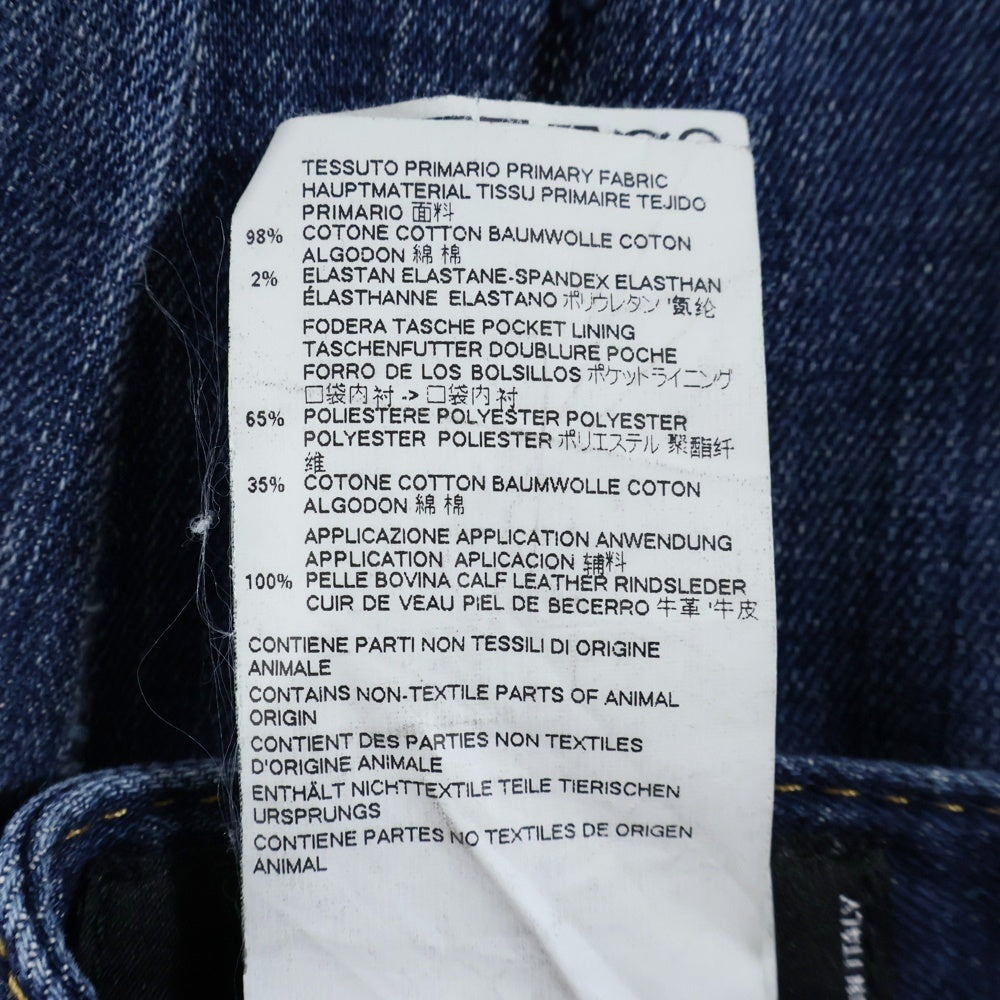 TESSUTO PRIMARIO PRIMARY FABRIC
HAUPTMATERIAL TISSU PRIMAIRE TEJIDO
PRIMARIO 面料
98% COTONE COTTON BAUMWOLLE COTON
ALGODON 綿 棉
2% ELASTAN ELASTANE-SPANDEX ELASTHAN
ÉLASTHANNE ELASTANO ポリウレタン '氨纶
FODERA TASCHE POCKET LINING
TASCHENFUTTER DOUBLURE POCHE
FORRO DE LOS BOLSILLOS ポケットライニング
口袋内衬 -> 口袋内衬
65% POLIESTERE POLYESTER POLYESTER
POLYESTER POLIESTER ポリエステル 聚酯纤
维
35% COTONE COTTON BAUMWOLLE COTON
ALGODON 綿 棉
APPLICAZIONE APPLICATION ANWENDUNG
APPLICATION APLICACION 辅料
100% PELLE BOVINA CALF LEATHER RINDSLEDER
CUIR DE VEAU PIEL DE BECERRO 牛革 '牛皮
CONTIENE PARTI NON TESSILI DI ORIGINE
ANIMALE
CONTAINS NON-TEXTILE PARTS OF ANIMAL
ORIGIN
CONTIENT DES PARTIES NON TEXTILES
D'ORIGINE ANIMALE
ENTHÄLT NICHTTEXTILE TEILE TIERISCHEN
URSPRUNGS
CONTIENE PARTES NO TEXTILES DE ORIGEN
ANIMAL
ITALY